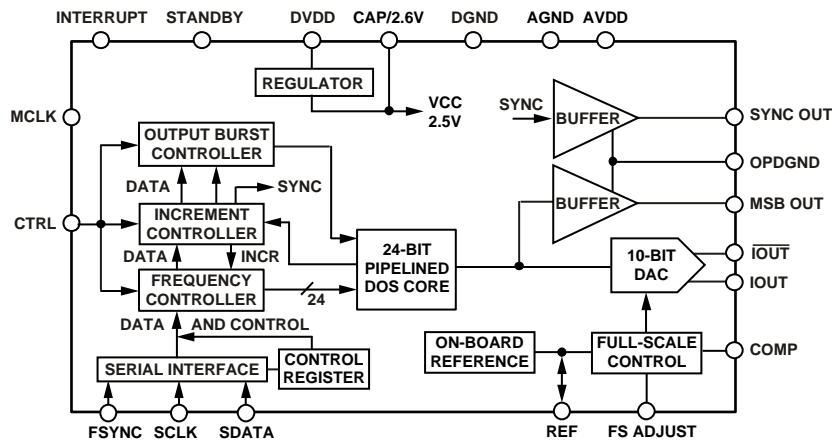 INTERRUPT
STANDBY
DVDD
CAP/2.6V
DGND
AGND
AVDD
REGULATOR
VCC
2.5V
MCLK
OUTPUT BURST
CONTROLLER
SYNC
BUFFER
SYNC OUT
OPDGND
DATA
SYNC
BUFFER
MSB OUT
CTRL
INCREMENT
CONTROLLER
DATA
INCR
24-BIT
PIPELINED
DOS CORE
10-BIT
DAC
IOUT
IOUT
FREQUENCY
CONTROLLER
24
DATA
AND CONTROL
ON-BOARD
REFERENCE
FULL-SCALE
CONTROL
COMP
SERIAL INTERFACE
CONTROL
REGISTER
FSYNC
SCLK
SDATA
REF
FS ADJUST